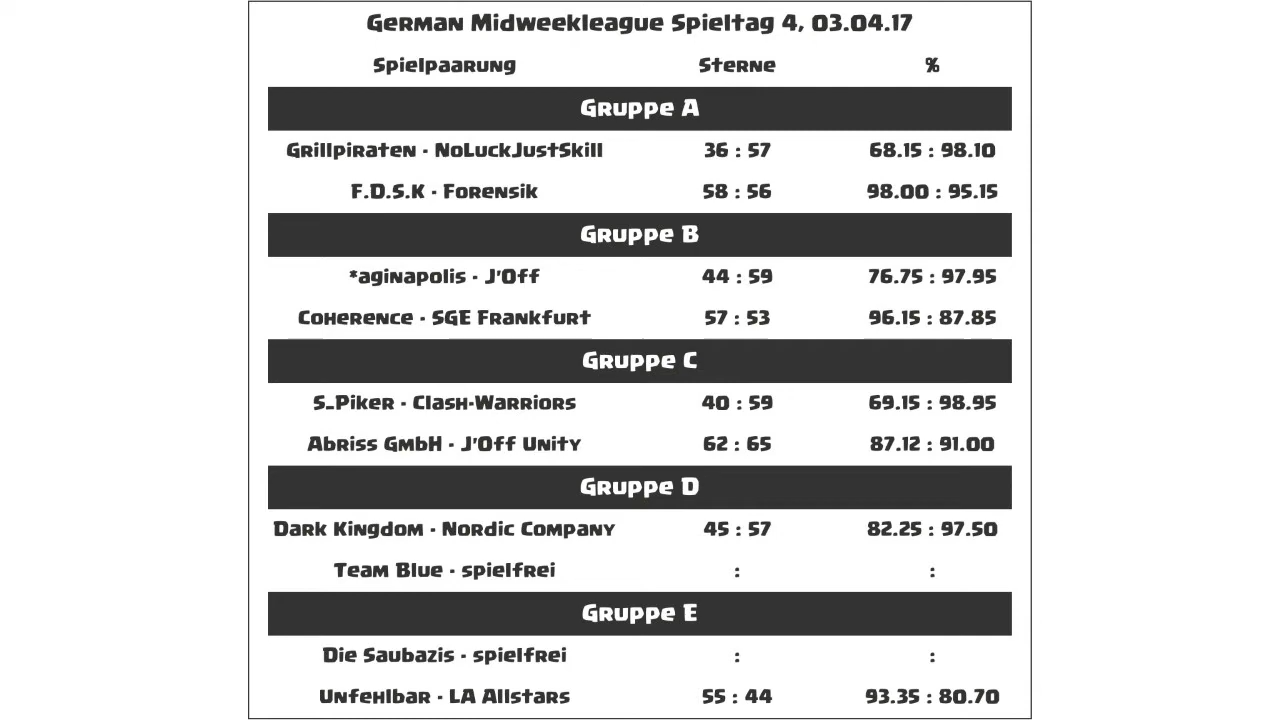 German Midweekleague Spieltag 4, 03.04.17
Spielpaarung Sterne %
Gruppe A
Grillpiraten - NoLuckJustSkill 36 : 57 68.15 : 98.10
F.D.S.K - Forensik 58 : 56 98.00 : 95.15
Gruppe B
*aginapolis - J'Off 44 : 59 76.75 : 97.95
Coherence - SGE Frankfurt 57 : 53 96.15 : 87.85
Gruppe C
S_Piker - Clash-Warriors 40 : 59 69.15 : 98.95
Abriss GmbH - J'Off Unity 62 : 65 87.12 : 91.00
Gruppe D
Dark Kingdom - Nordic Company 45 : 57 82.25 : 97.50
Team Blue - spielfrei : :
Gruppe E
Die Saubazis - spielfrei : :
Unfehlbar - LA Allstars 55 : 44 93.35 : 80.70